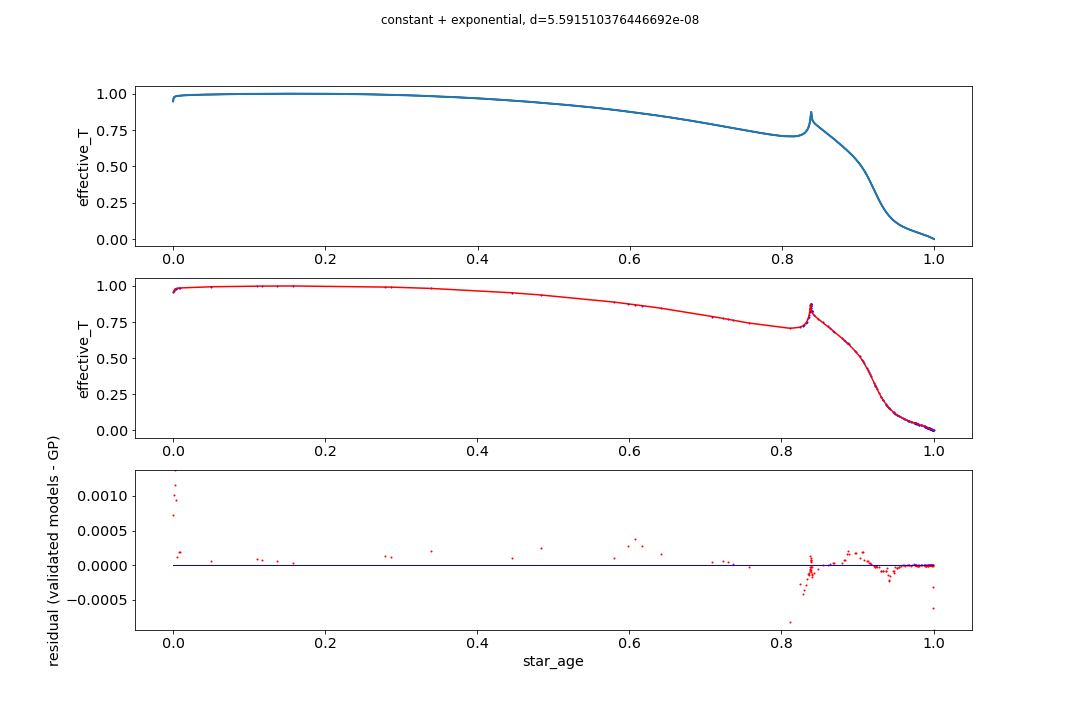 constant + exponential, d=5.591510376446692e-08
1.00
0.75
0.50
0.25
0.00
effective_T
0.0 0.2 0.4 0.6 0.8 1.0
1.00
0.75
0.50
0.25
0.00
effective_T
0.0 0.2 0.4 0.6 0.8 1.0
0.0010
0.0005
0.0000
−0.0005
residual (validated models - GP)
0.0 0.2 0.4 0.6 0.8 1.0
star_age